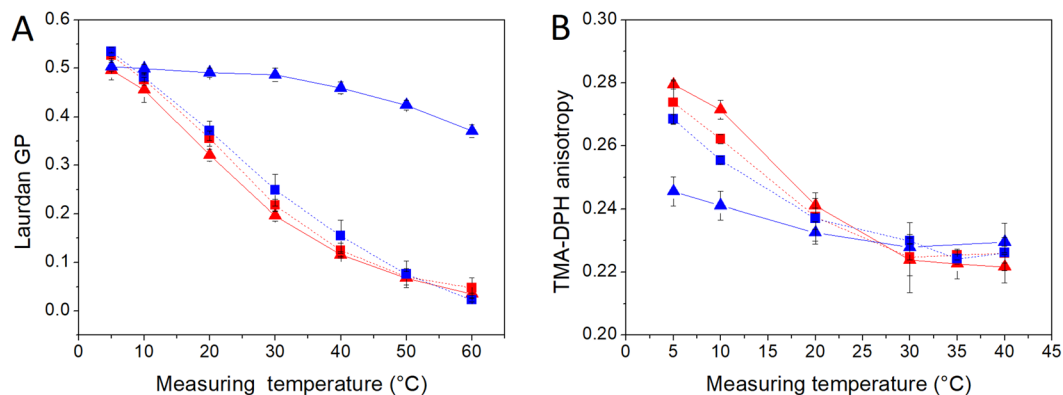 A
Laurdan GP
0.6
0.5
0.4
0.3
0.2
0.1
0.0
0 10 20 30 40 50 60
Measuring temperature (°C)
B
TMA-DPH anisotropy
0.28
0.26
0.24
0.22
0.20
0 5 10 15 20 25 30 35 40 45
Measuring temperature (°C)